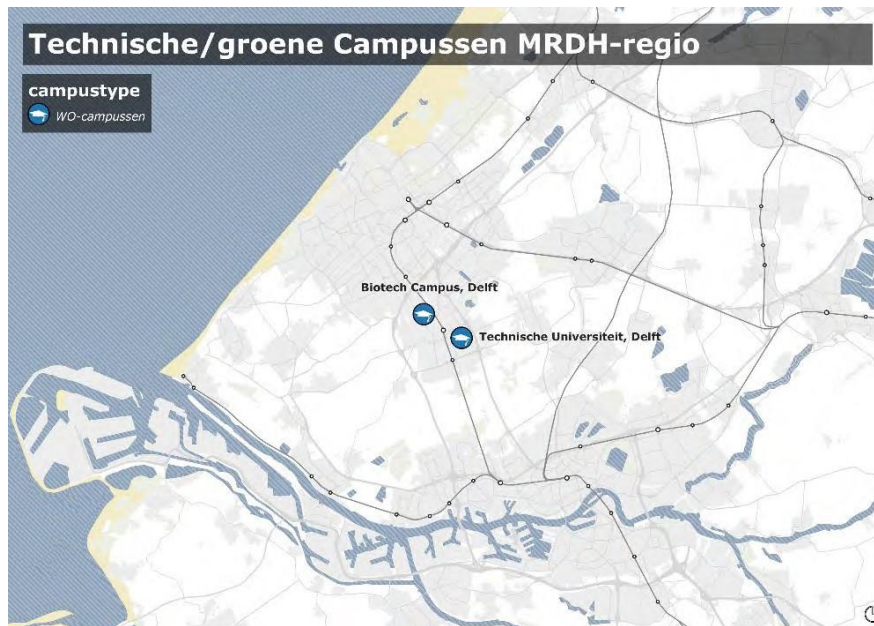 Technische/groene Campussen MRDH-regio
campustype
WO-campussen
Biotech Campus, Delft
Technische Universiteit, Delft